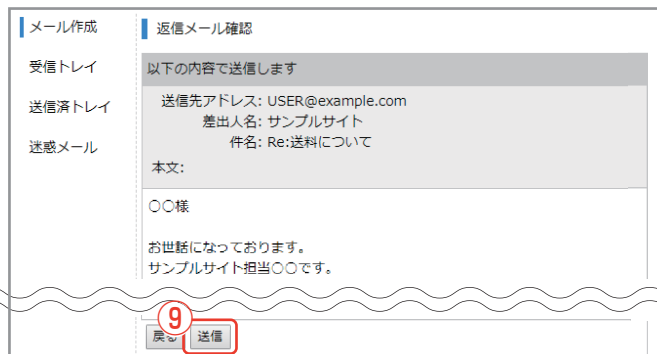 メール作成
受信トレイ
送信済トレイ
迷惑メール
返信メール確認
以下の内容で送信します
送信先アドレス: USER@example.com
差出人名: サンプルサイト
件名: Re:送料について
本文:
〇〇様
お世話になっております。
サンプルサイト担当〇〇です。
⑨
戻る 送信